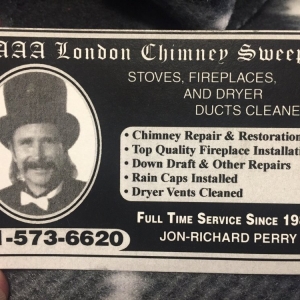 AAA London Chimney Sweep
STOVES, FIREPLACES,
AND DRYER
DUCTS CLEANE
• Chimney Repair & Restoration
• Top Quality Fireplace Installat
• Down Draft & Other Repairs
• Rain Caps Installed
• Dryer Vents Cleaned
FULL TIME SERVICE SINCE 19
1-573-6620
JON-RICHARD PERRY